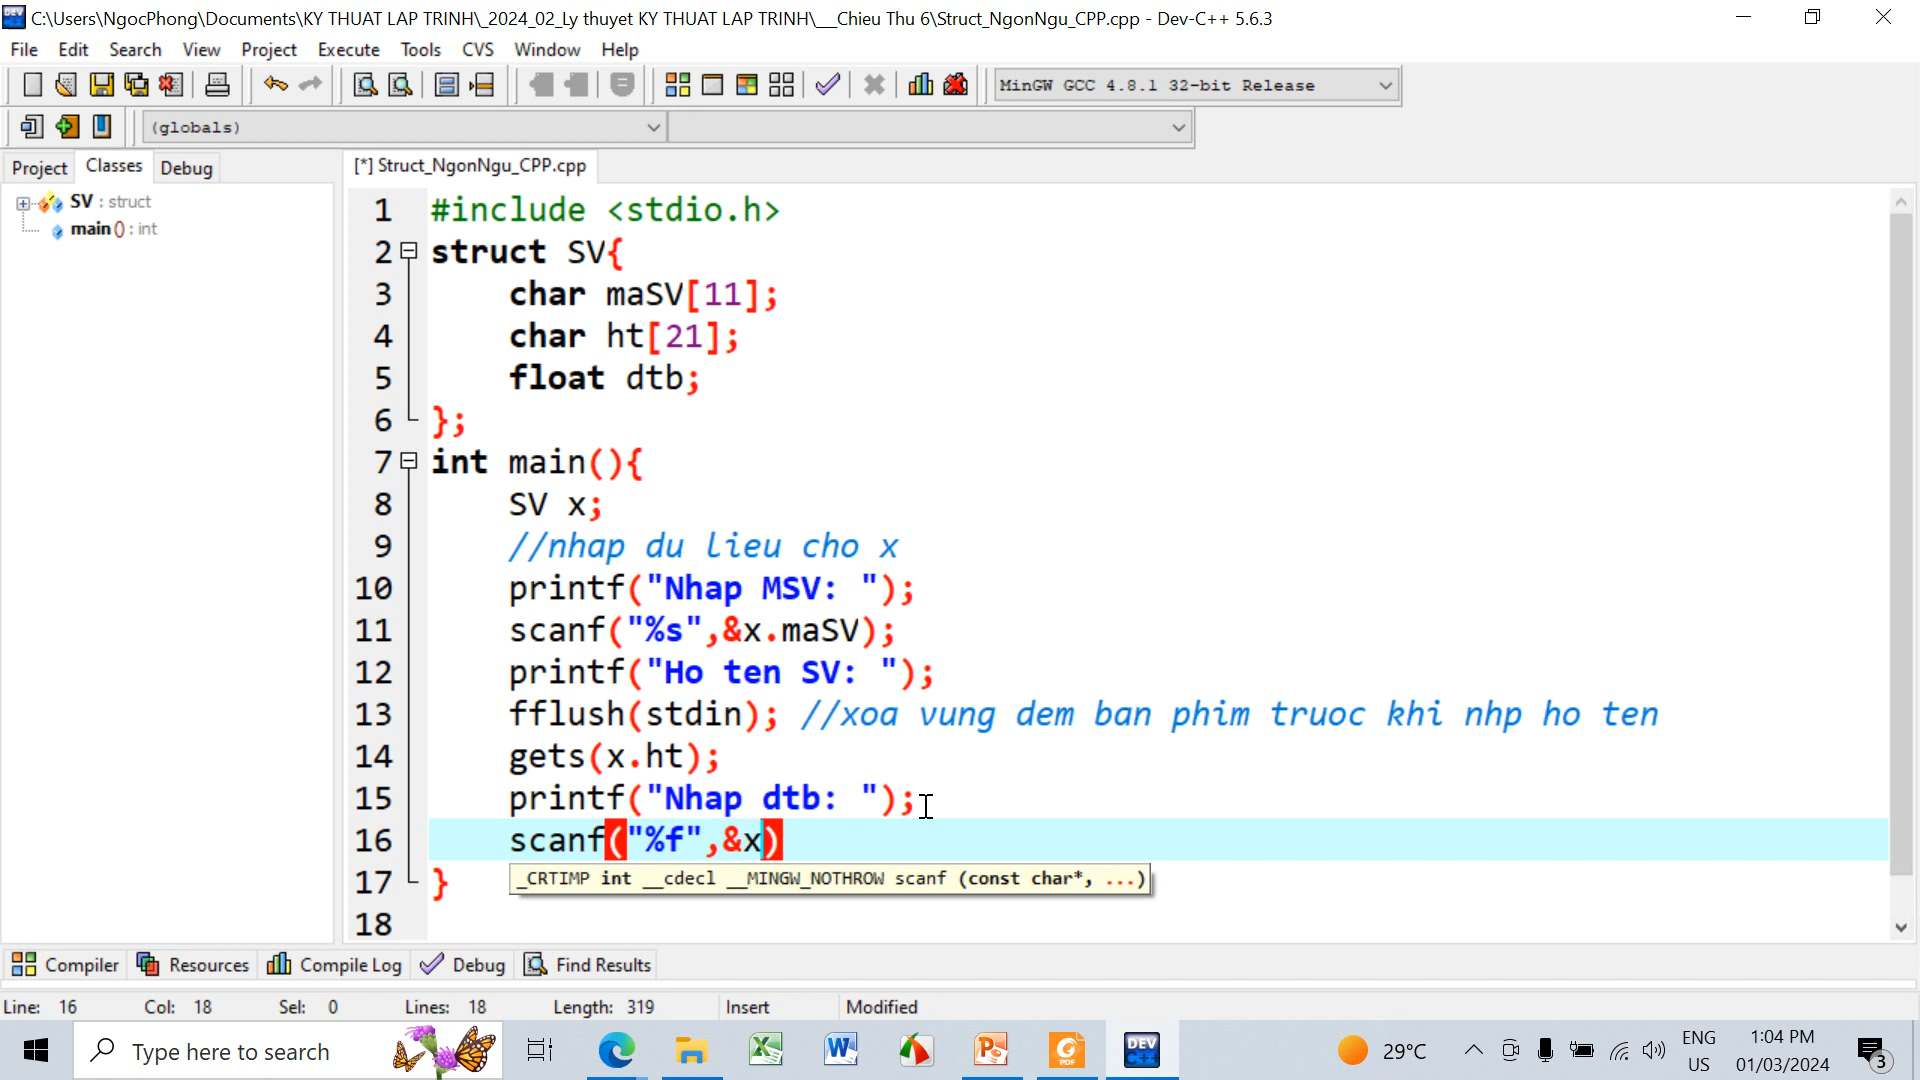 C:\Users\NgocPhong\Documents\KY THUAT LAP TRINH\_2024_02_Ly thuyet KY THUAT LAP TRINH\__Chieu Thu 6\Struct_NgonNgu_CPP.cpp - Dev-C++ 5.6.3
File Edit Search View Project Execute Tools CVS Window Help
MinGW GCC 4.8.1 32-bit Release
(globals)
Project Classes Debug
[*] Struct_NgonNgu_CPP.cpp
SV : struct
main () : int
1 #include <stdio.h>
2 struct SV{
3 char maSV[11];
4 char ht[21];
5 float dtb;
6 };
7 int main(){
8 SV x;
9 //nhap du lieu cho x
10 printf("Nhap MSV: ");
11 scanf("%s",&x.maSV);
12 printf("Ho ten SV: ");
13 fflush(stdin); //xoa vung dem ban phim truoc khi nhp ho ten
14 gets(x.ht);
15 printf("Nhap dtb: ");
16 scanf("%f",&x)
17 }
_CRTIMP int __cdecl __MINGW_NOTHROW scanf (const char*, ...)
18
Compiler Resources Compile Log Debug Find Results
Line: 16 Col: 18 Sel: 0 Lines: 18 Length: 319 Insert Modified
Type here to search
29°C
ENG
US
1:04 PM
01/03/2024
3
DEV
C++